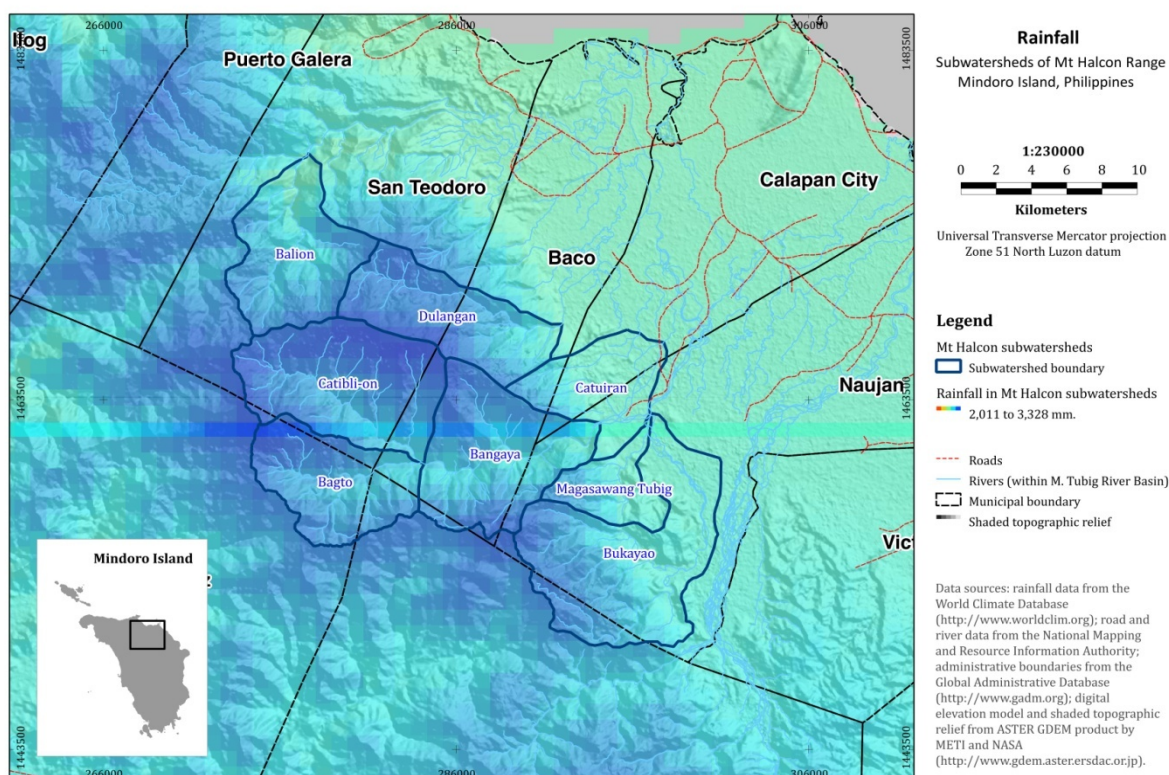 266000
286000
306000
1483500
1483500
Puerto Galera
San Teodoro
Calapan City
Baco
Balion
Dulangan
Catibli-on
Catuiran
Naujan
1463500
1463500
Bangaya
Bagto
Magasawang Tubig
Bukayao
Mindoro Island
1443500
1443500
266000
286000
306000
Rainfall
Subwatersheds of Mt Halcon Range
Mindoro Island, Philippines
1:230000
0 2 4 6 8 10
Kilometers
Universal Transverse Mercator projection
Zone 51 North Luzon datum
Legend
Mt Halcon subwatersheds
Subwatershed boundary
Rainfall in Mt Halcon subwatersheds
2,011 to 3,328 mm.
Roads
Rivers (within M. Tubig River Basin)
Municipal boundary
Shaded topographic relief
Data sources: rainfall data from the
World Climate Database
(http://www.worldclim.org); road and
river data from the National Mapping
and Resource Information Authority;
administrative boundaries from the
Global Administrative Database
(http://www.gadm.org); digital
elevation model and shaded topographic
relief from ASTER GDEM product by
METI and NASA
(http://www.gdem.aster.ersdac.or.jp).